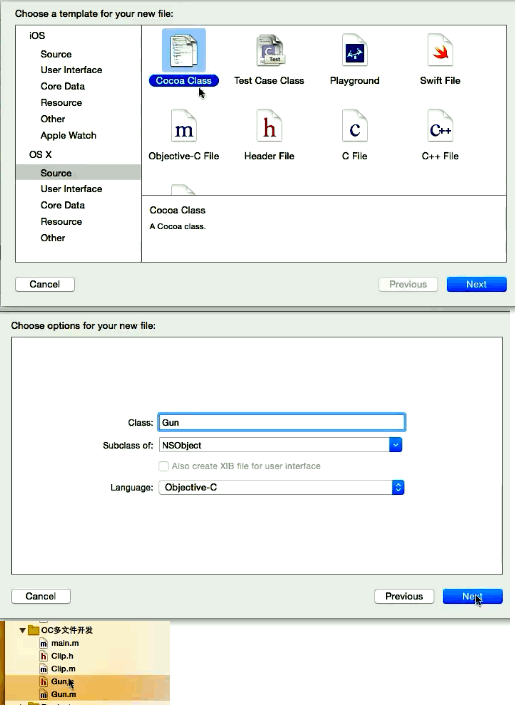 Choose a template for your new file:
iOS
Source
User Interface
Core Data
Resource
Other
Apple Watch
OS X
Source
User Interface
Core Data
Resource
Other
Cocoa Class
Test Case Class
Playground
Swift File
Test
m
Objective-C File
h
Header File
c
C File
C++
C++ File
Cocoa Class
A Cocoa class.
Cancel
Previous
Next
Choose options for your new file:
Class: Gun
Subclass of: NSObject
Also create XIB file for user interface
Language: Objective-C
Cancel
Previous
Next
OC多文件开发
m main.m
h Clip.h
m Clip.m
h Gun.h
m Gun.m